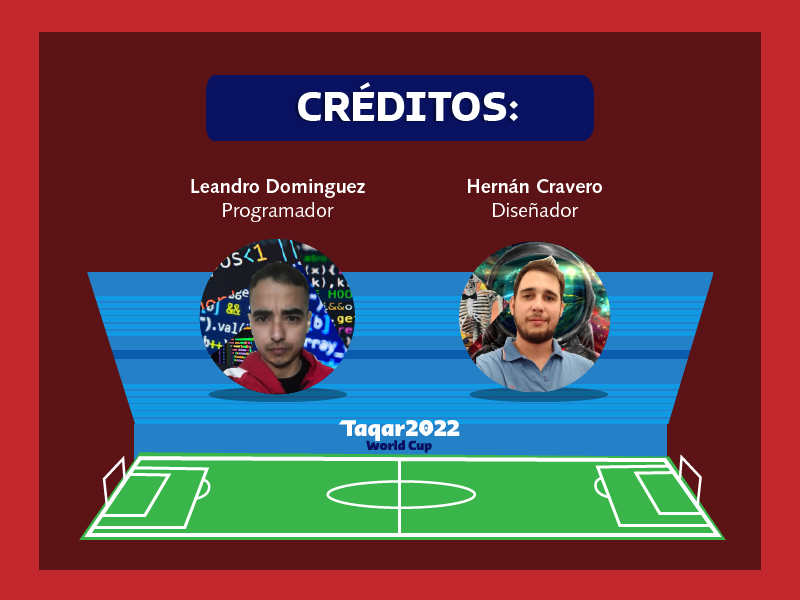 CRÉDITOS:
Leandro Dominguez
Programador
Hernán Cravero
Diseñador
Taqar2022
World Cup